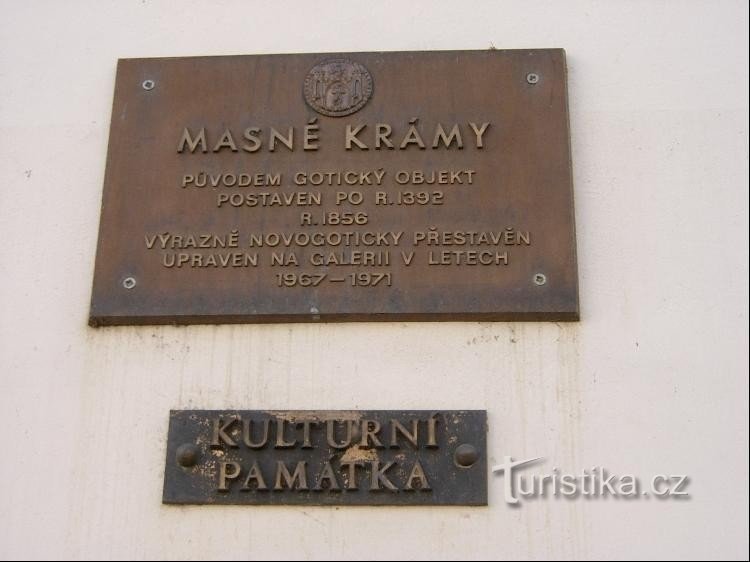 MASNÉ KRÁMY
PŮVODEM GOTICKÝ OBJEKT
POSTAVEN PO R.1392
R.1856
VÝRAZNĚ NOVOGOTICKY PŘESTAVĚN
UPRAVEN NA GALERII V LETECH
1967-1971
KULTURNÍ
PAMÁTKA
Turistika.cz